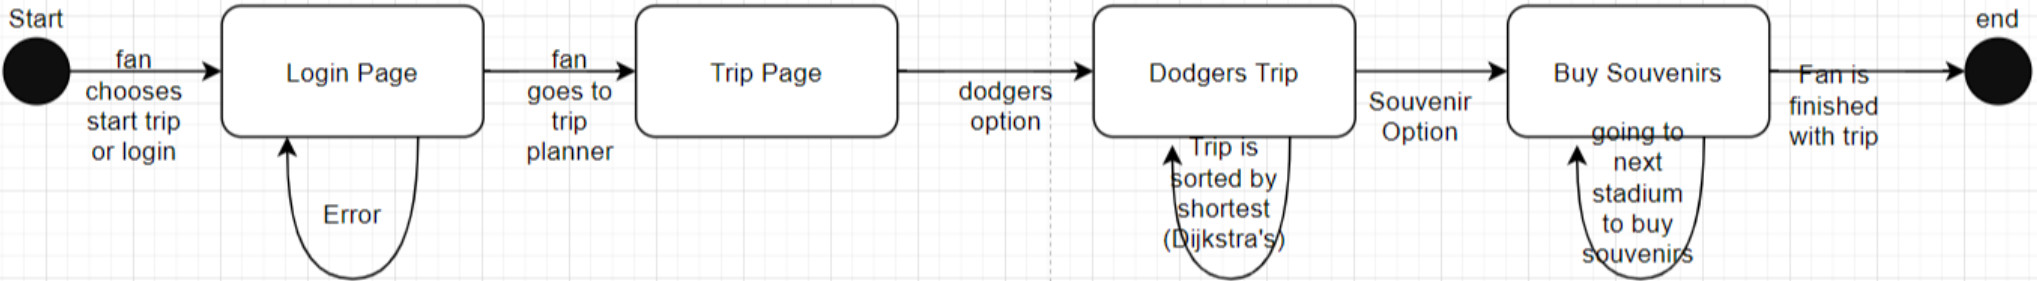 Start
fan
chooses
start trip
or login
Login Page
Error
fan
goes to
trip
planner
Trip Page
dodgers
option
Dodgers Trip
Trip is
sorted by
shortest
(Dijkstra's)
Souvenir
Option
Buy Souvenirs
going to
next
stadium
to buy
souvenirs
Fan is
finished
with trip
end